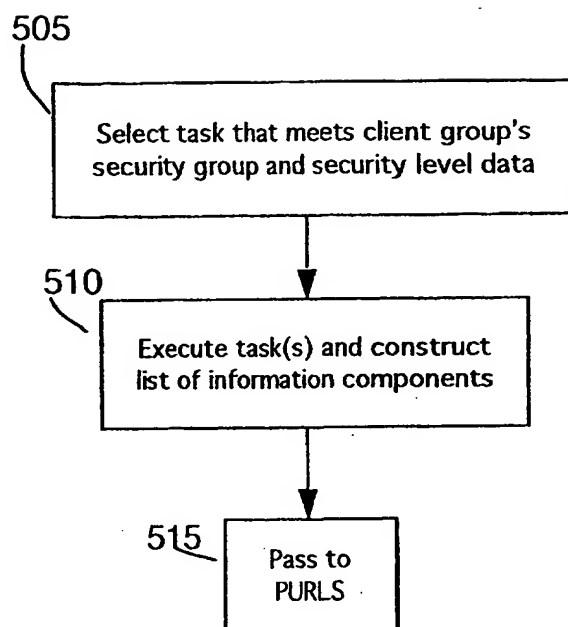 505
Select task that meets client group's
security group and security level data
510
Execute task(s) and construct
list of information components
515
Pass to
PURLS